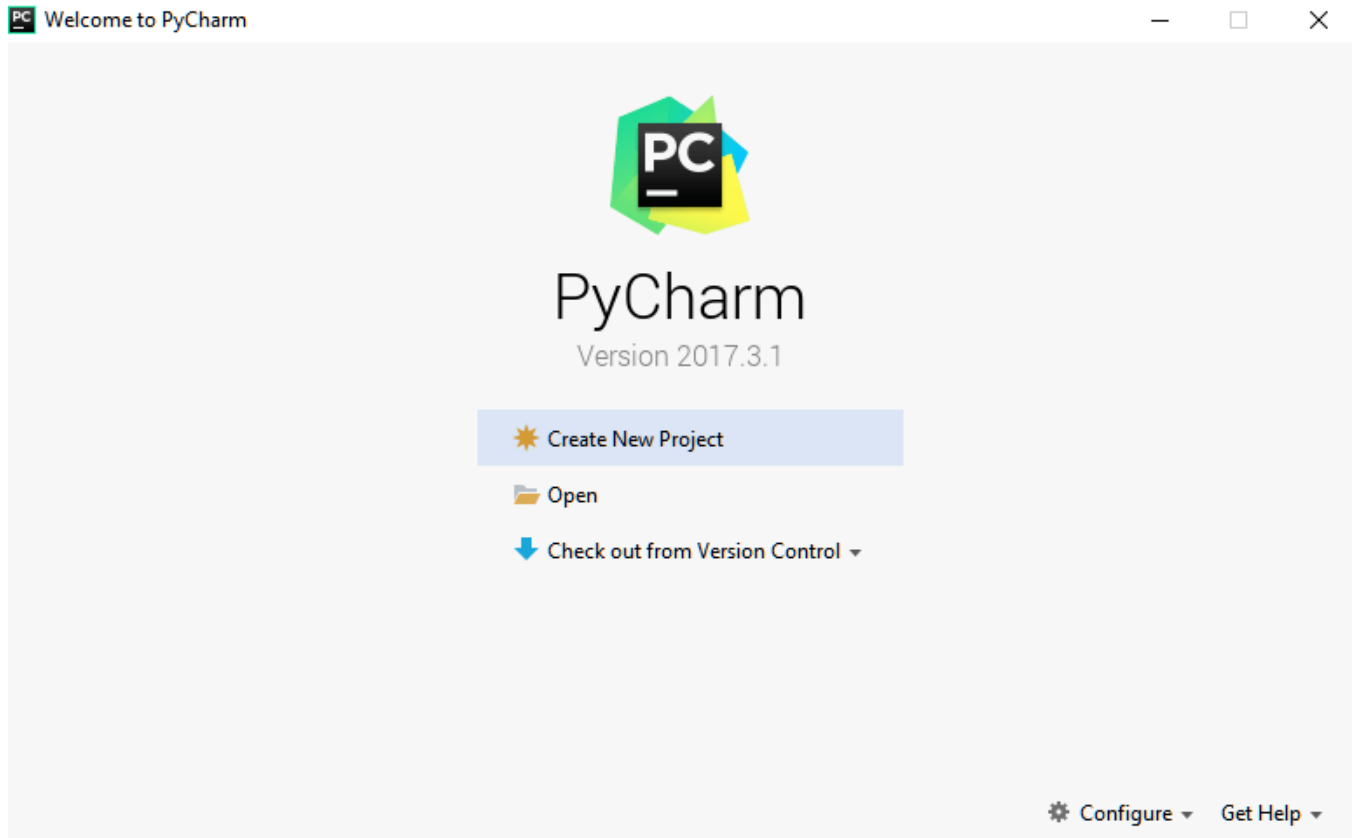 PC Welcome to PyCharm
PC
PyCharm
Version 2017.3.1
Create New Project
Open
Check out from Version Control
Configure Get Help